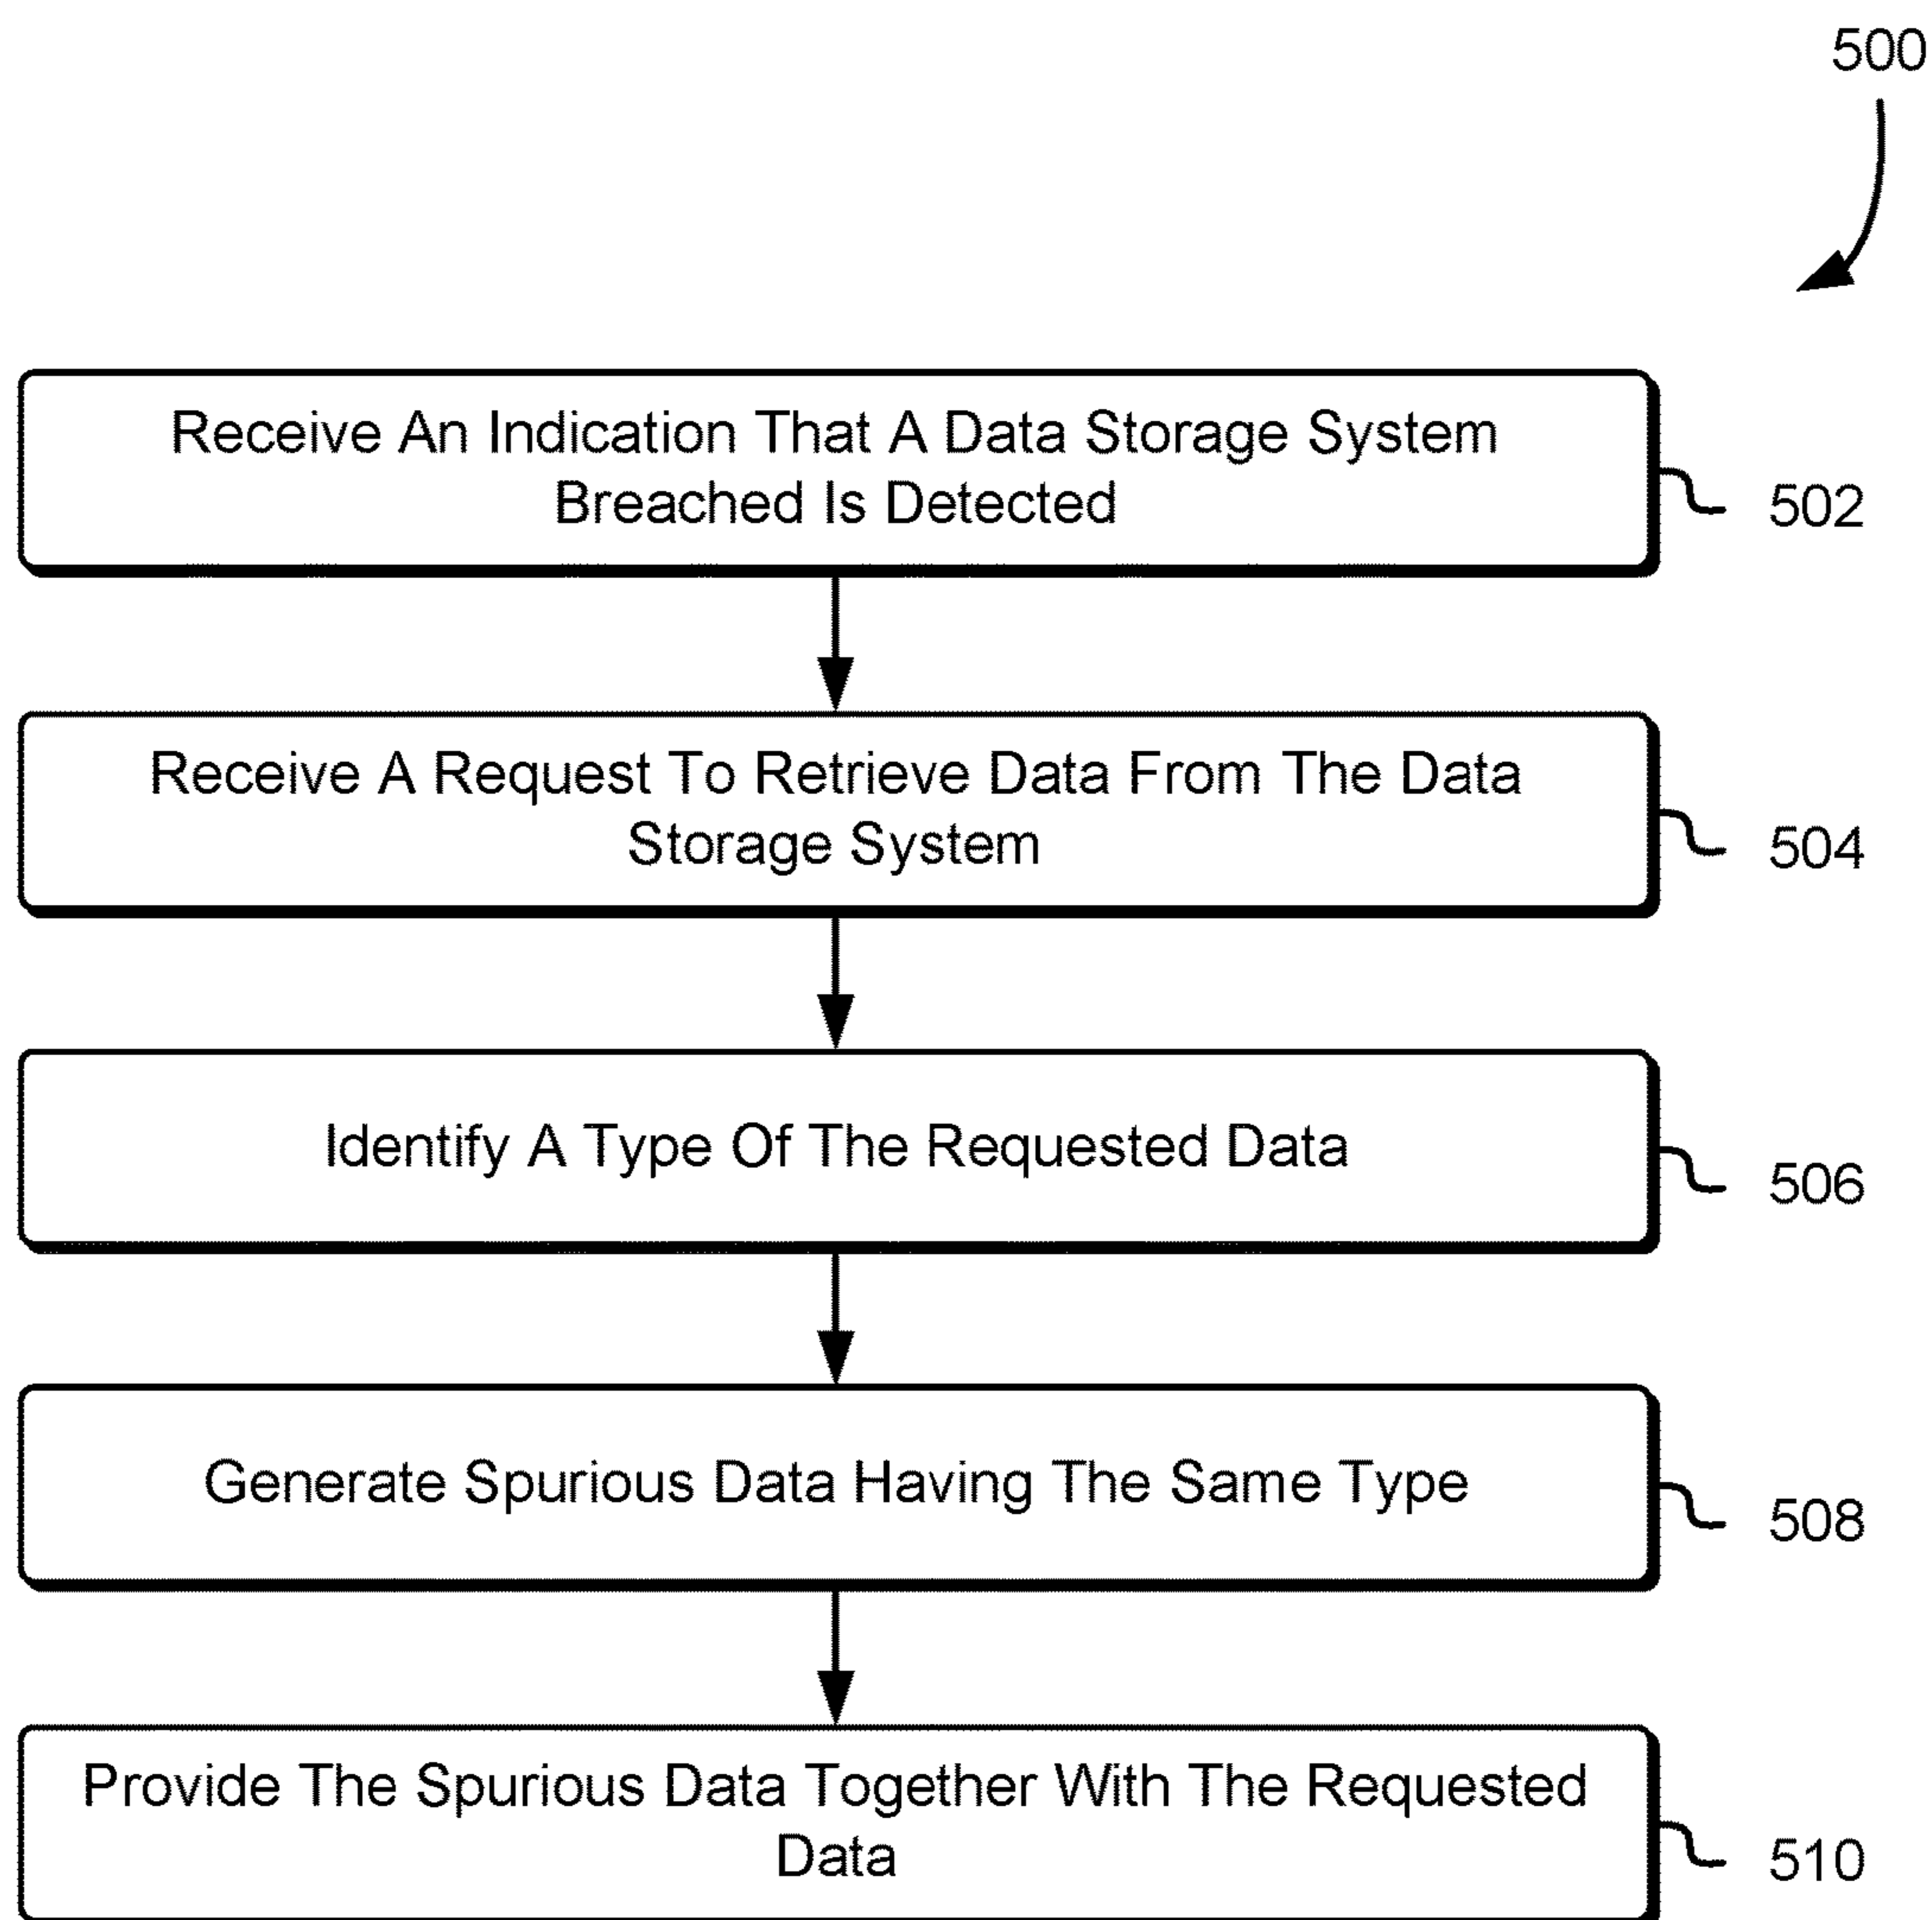 500
Receive An Indication That A Data Storage System
Breached Is Detected
502
Receive A Request To Retrieve Data From The Data
Storage System
504
Identify A Type Of The Requested Data
506
Generate Spurious Data Having The Same Type
508
Provide The Spurious Data Together With The Requested
Data
510